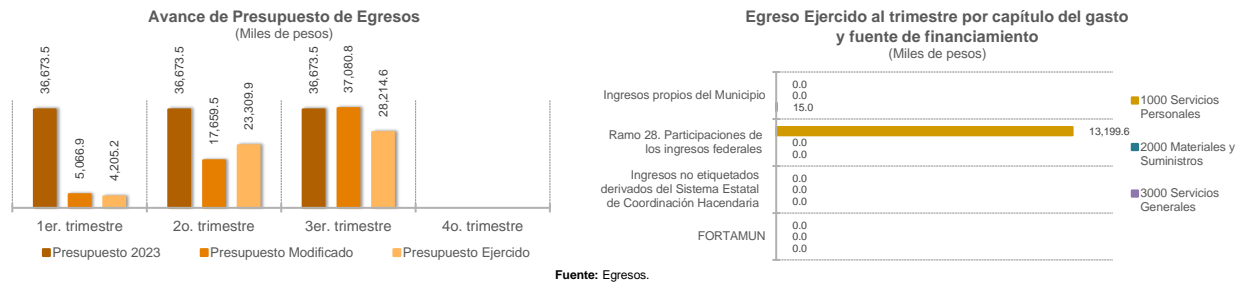 Avance de Presupuesto de Egresos
(Miles de pesos)
36,673.5
5,066.9
4,205.2
36,673.5
17,659.5
23,309.9
36,673.5
37,080.8
28,214.6
1er. trimestre
2o. trimestre
3er. trimestre
4o. trimestre
Presupuesto 2023
Presupuesto Modificado
Presupuesto Ejercido
Egreso Ejercido al trimestre por capítulo del gasto
y fuente de financiamiento
(Miles de pesos)
Ingresos propios del Municipio
0.0
0.0
15.0
Ramo 28. Participaciones de
los ingresos federales
13,199.6
0.0
0.0
Ingresos no etiquetados
derivados del Sistema Estatal
de Coordinación Hacendaria
0.0
0.0
0.0
FORTAMUN
0.0
0.0
0.0
1000 Servicios
Personales
2000 Materiales y
Suministros
3000 Servicios
Generales
Fuente: Egresos.